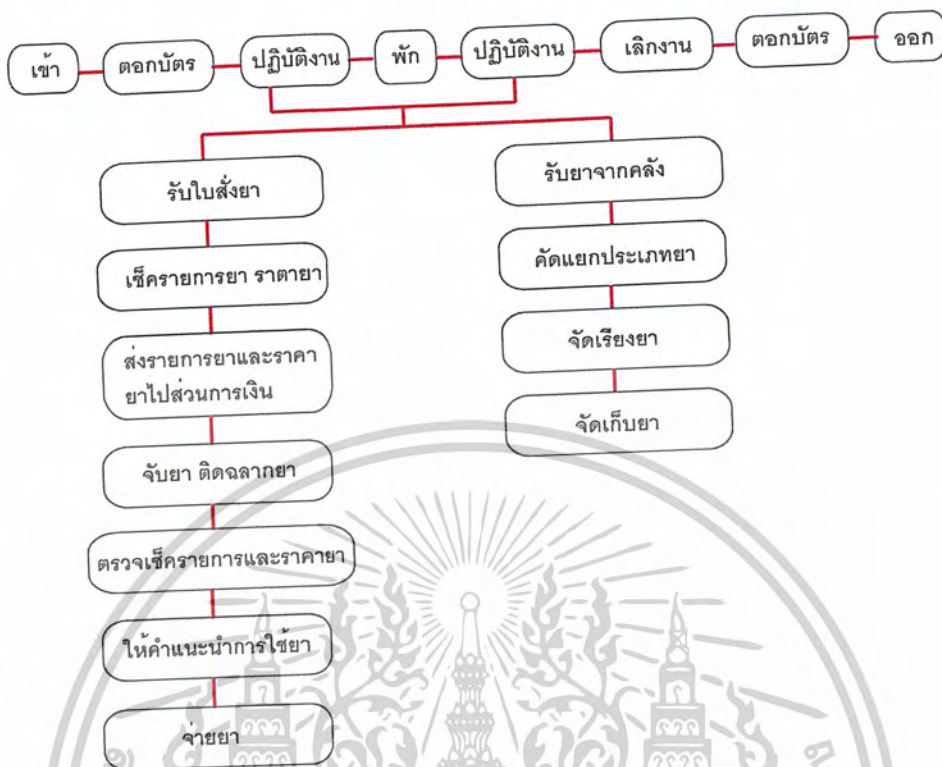 เข้า
ตอกบัตร
ปฏิบัติงาน
พัก
ปฏิบัติงาน
เลิกงาน
ตอกบัตร
ออก
รับใบสั่งยา
เช็ครายการยา ราตายา
ส่งรายการยาและราคา
ยาไปส่วนการเงิน
จับยา ติดฉลากยา
ตรวจเช็ครายการและราคายา
ให้คำแนะนำการใช้ยา
จ่ายยา
รับยาจากคลัง
คัดแยกประเภทยา
จัดเรียงยา
จัดเก็บยา